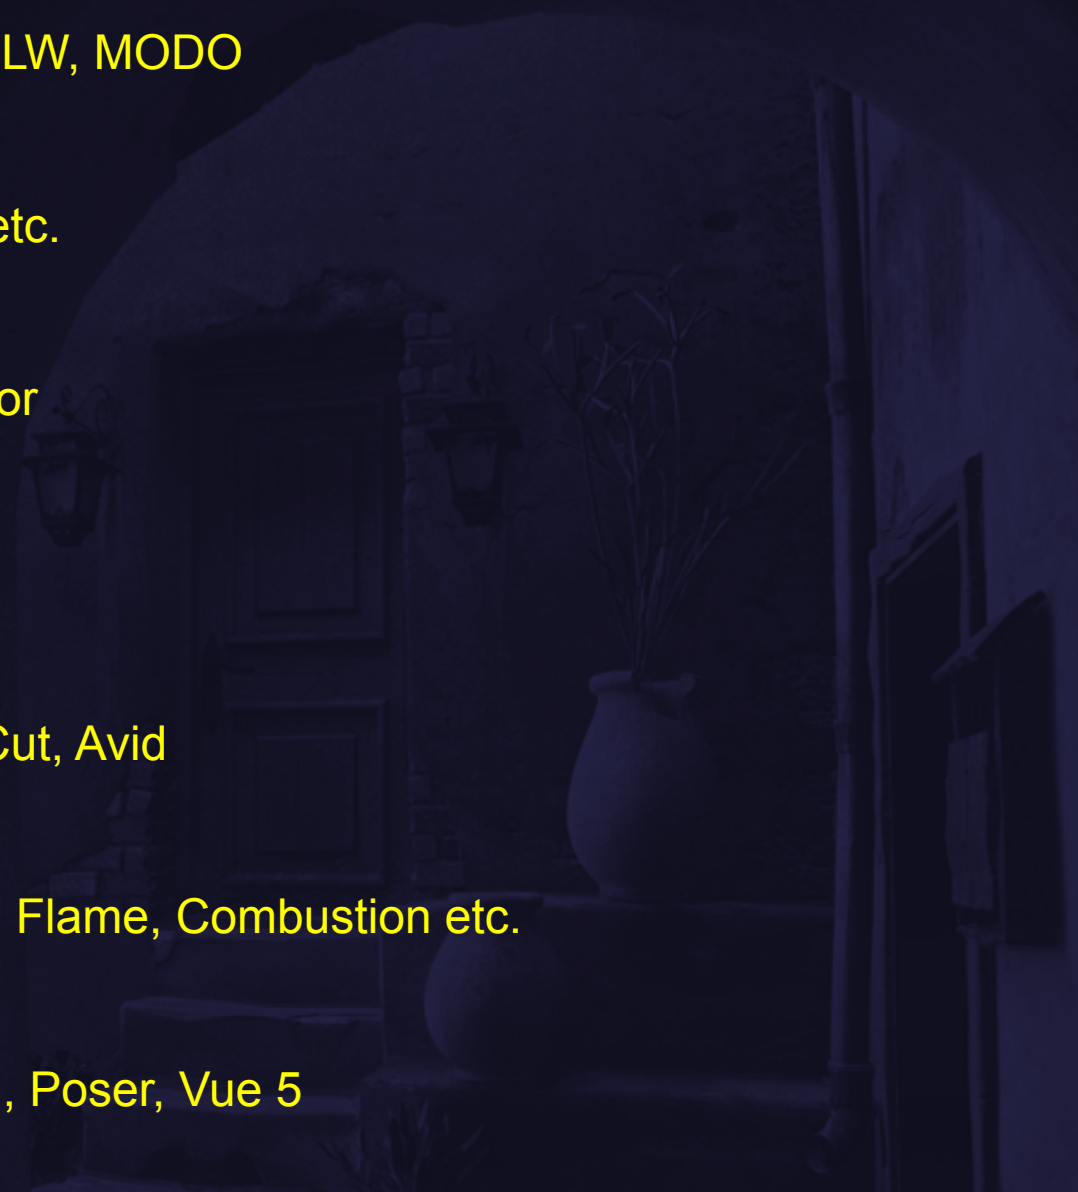 LW, MODO
etc.
or
Cut, Avid
Flame, Combustion etc.
, Poser, Vue 5